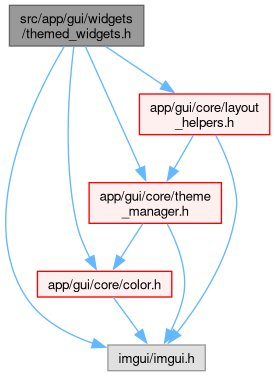 src/app/gui/widgets
/themed_widgets.h
app/gui/core/layout
_helpers.h
app/gui/core/theme
_manager.h
app/gui/core/color.h
imgui/imgui.h